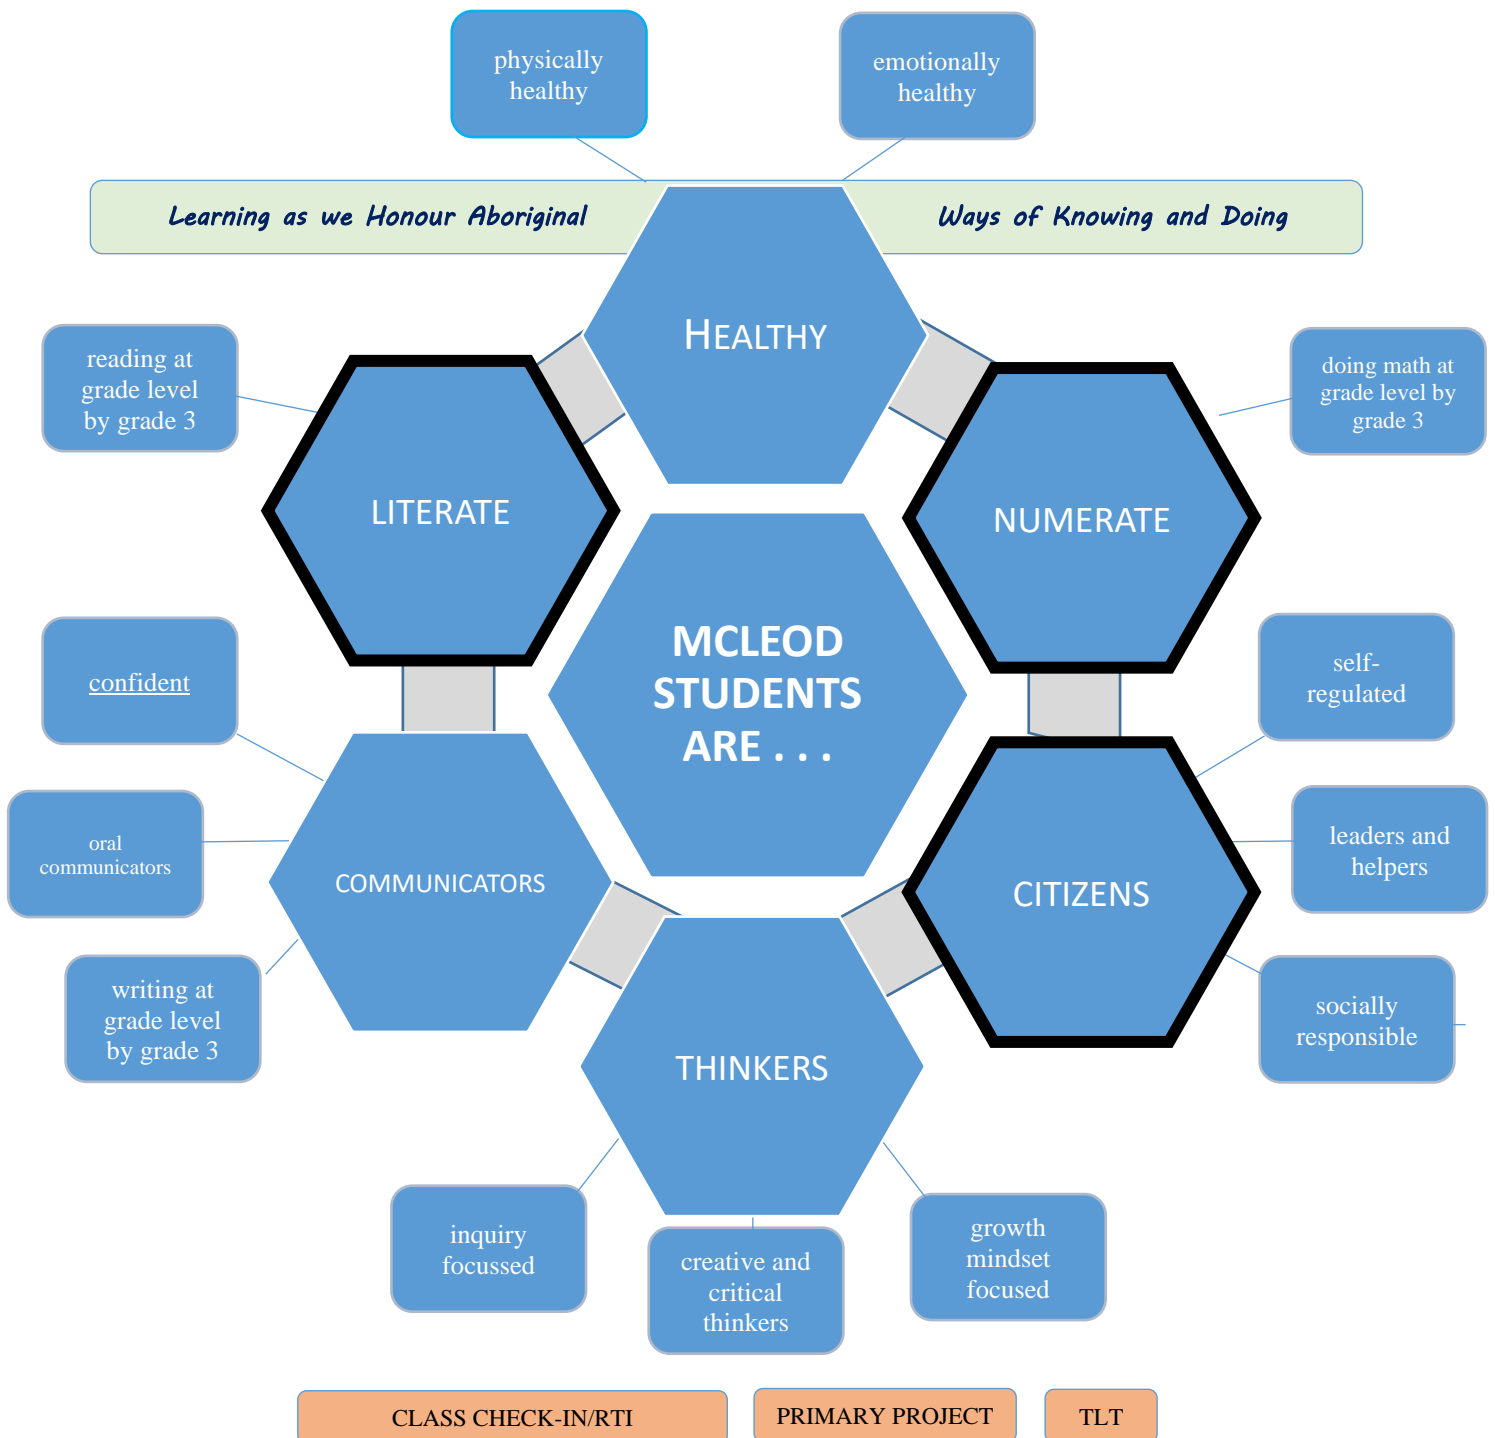 physically
healthy
emotionally
healthy
Learning as we Honour Aboriginal
Ways of Knowing and Doing
HEALTHY
reading at
grade level
by grade 3
doing math at
grade level by
grade 3
LITERATE
NUMERATE
MCLEOD
STUDENTS
ARE . . .
confident
self-
regulated
oral
communicators
COMMUNICATORS
CITIZENS
leaders and
helpers
writing at
grade level
by grade 3
socially
responsible
THINKERS
inquiry
focussed
creative and
critical
thinkers
growth
mindset
focused
CLASS CHECK-IN/RTI
PRIMARY PROJECT
TLT